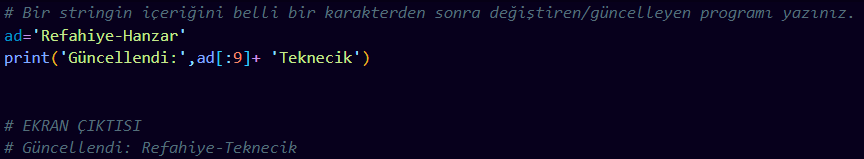 # Bir stringin içeriğini belli bir karakterden sonra değiştiren/güncelleyen programı yazınız.
ad='Refahiye-Hanzar'
print('Güncellendi:',ad[:9]+ 'Teknecik')
# EKRAN ÇIKTISI
# Güncellendi: Refahiye-Teknecik